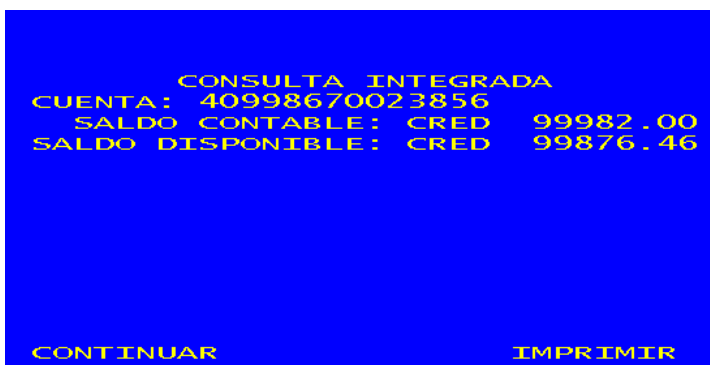 CONSULTA INTEGRADA
CUENTA: 40998670023856
SALDO CONTABLE: CRED 99982.00
SALDO DISPONIBLE: CRED 99876.46
CONTINUAR IMPRIMIR